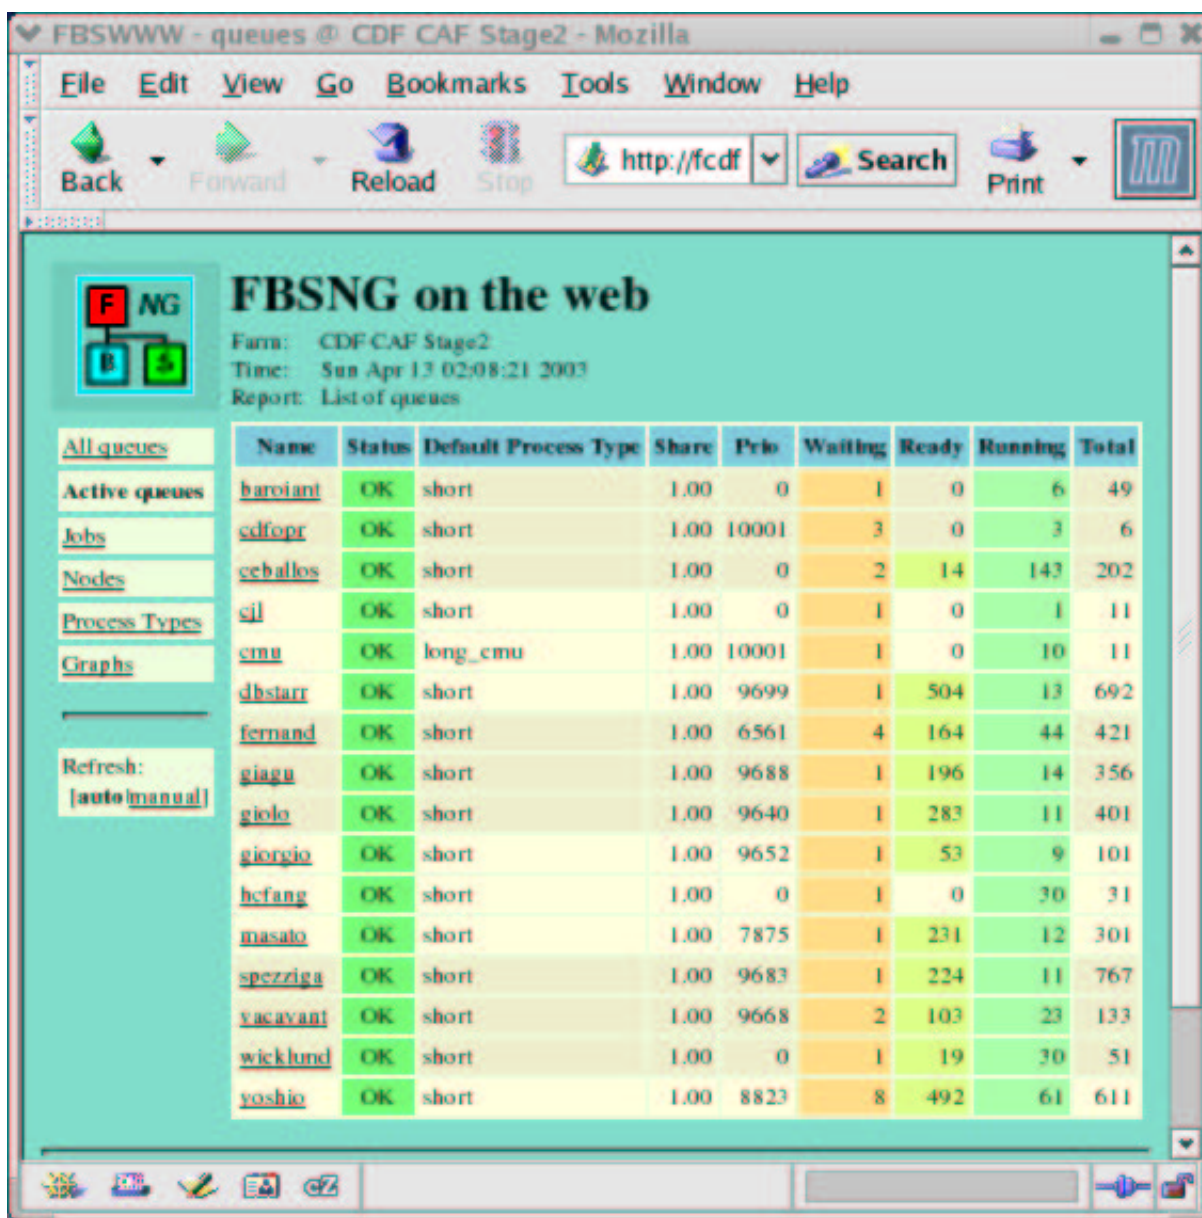 FBSWWW - queues @ CDF CAF Stage2 - Mozilla
File Edit View Go Bookmarks Tools Window Help
Back Forward Reload Stop http://fcdf Search Print
F NG
B S
FBSNG on the web
Farm: CDF CAF Stage2
Time: Sun Apr 13 02:08:21 2003
Report: List of queues
All queues
Active queues
Jobs
Nodes
Process Types
Graphs
Refresh:
[auto|manual]
Name Status Default Process Type Share Prio Waiting Ready Running Total
baroiant OK short 1.00 0 1 0 6 49
cdfopr OK short 1.00 10001 3 0 3 6
ceballos OK short 1.00 0 2 14 143 202
cjl OK short 1.00 0 1 0 1 11
cmu OK long_cmu 1.00 10001 1 0 10 11
dbstarr OK short 1.00 9699 1 504 13 692
fernand OK short 1.00 6561 4 164 44 421
giagu OK short 1.00 9688 1 196 14 356
giolo OK short 1.00 9640 1 283 11 401
giorgio OK short 1.00 9652 1 53 9 101
hcfang OK short 1.00 0 1 0 30 31
masato OK short 1.00 7875 1 231 12 301
spezziga OK short 1.00 9683 1 224 11 767
vacavant OK short 1.00 9668 2 103 23 133
wicklund OK short 1.00 0 1 19 30 51
yoshio OK short 1.00 8823 8 492 61 611